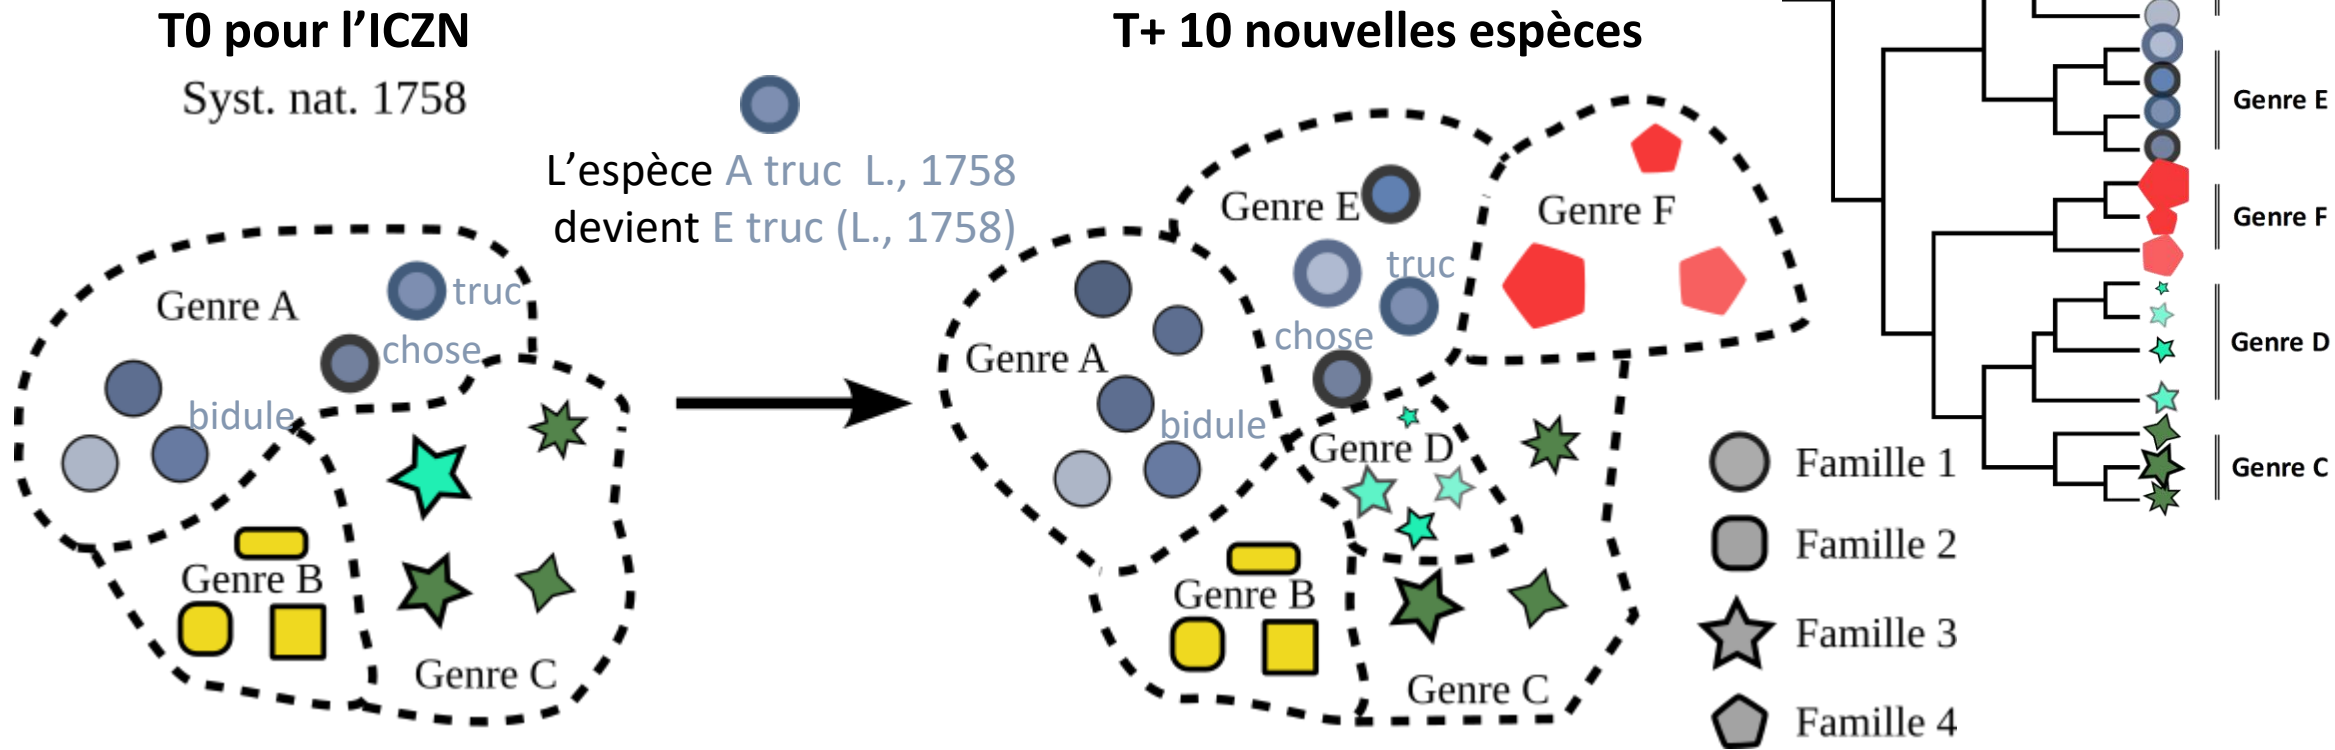 T0 pour l’ICZN
Syst. nat. 1758
L’espèce A truc L., 1758
devient E truc (L., 1758)
Genre A
truc
chose
bidule
Genre B
Genre C
T+ 10 nouvelles espèces
Genre E
Genre F
truc
chose
Genre A
bidule
Genre D
Genre B
Genre C
Genre E
Genre F
Genre D
Genre C
Famille 1
Famille 2
Famille 3
Famille 4